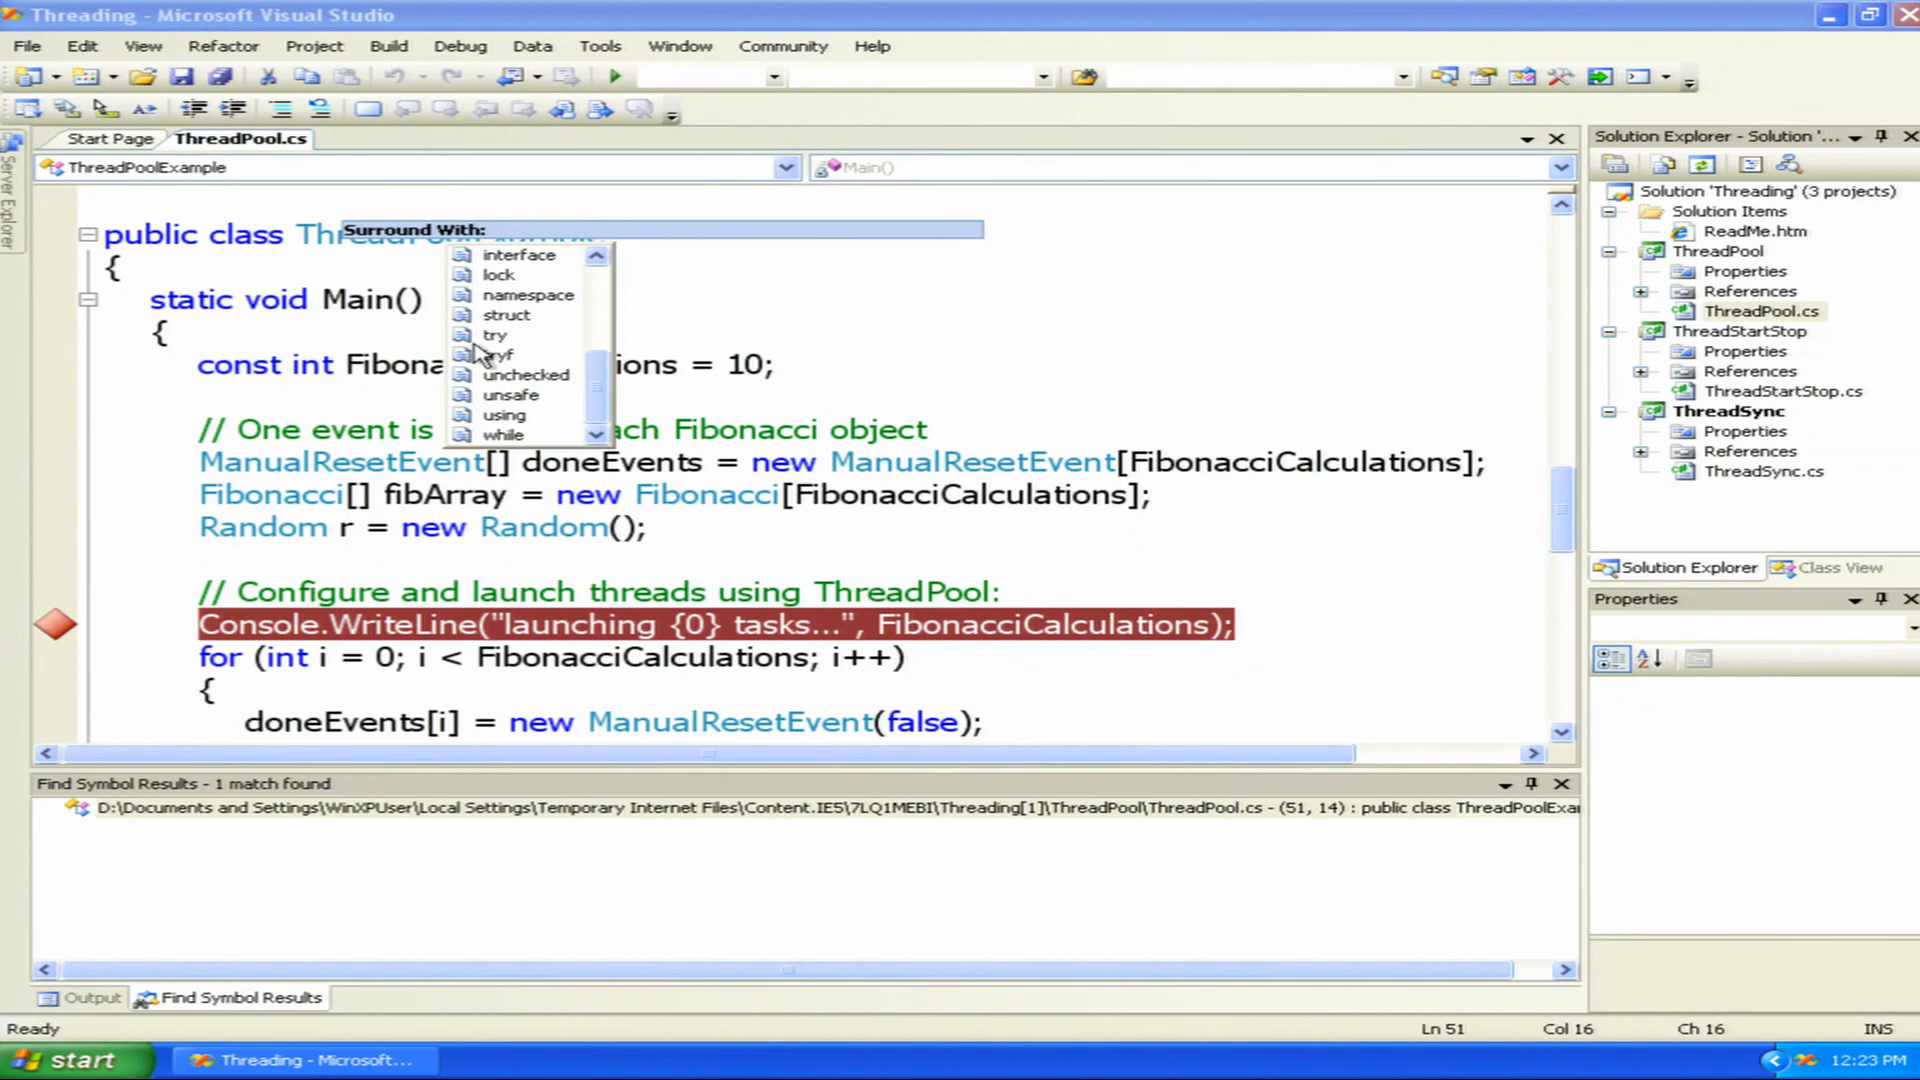 Threading - Microsoft Visual Studio
File Edit View Refactor Project Build Debug Data Tools Window Community Help
Start Page ThreadPool.cs
ThreadPoolExample Main()
Server Explorer
public class
Surround With:
interface
lock
namespace
struct
try
unchecked
unsafe
using
while
{
static void Main()
{
const int Fibona ions = 10;
// One event is ach Fibonacci object
ManualResetEvent[] doneEvents = new ManualResetEvent[FibonacciCalculations];
Fibonacci[] fibArray = new Fibonacci[FibonacciCalculations];
Random r = new Random();
// Configure and launch threads using ThreadPool:
Console.WriteLine("launching {0} tasks...", FibonacciCalculations);
for (int i = 0; i < FibonacciCalculations; i++)
{
doneEvents[i] = new ManualResetEvent(false);
Find Symbol Results - 1 match found
D:\Documents and Settings\WinXPUser\Local Settings\Temporary Internet Files\Content.IE5\7LQ1MEBI\Threading[1]\ThreadPool\ThreadPool.cs - (51, 14) : public class ThreadPoolExa
Output Find Symbol Results
Solution Explorer - Solution '...
Solution 'Threading' (3 projects)
Solution Items
ReadMe.htm
ThreadPool
Properties
References
ThreadPool.cs
ThreadStartStop
Properties
References
ThreadStartStop.cs
ThreadSync
Properties
References
ThreadSync.cs
Solution Explorer Class View
Properties
Ready Ln 51 Col 16 Ch 16 INS
start Threading - Microsoft... 12:23 PM